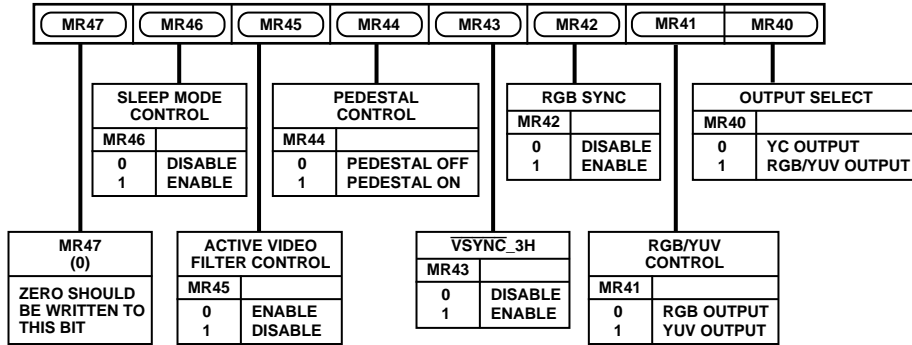 MR47 MR46 MR45 MR44 MR43 MR42 MR41 MR40
SLEEP MODE
CONTROL
MR46
0 DISABLE
1 ENABLE
PEDESTAL
CONTROL
MR44
0 PEDESTAL OFF
1 PEDESTAL ON
RGB SYNC
MR42
0 DISABLE
1 ENABLE
OUTPUT SELECT
MR40
0 YC OUTPUT
1 RGB/YUV OUTPUT
MR47
(0)
ZERO SHOULD
BE WRITTEN TO
THIS BIT
ACTIVE VIDEO
FILTER CONTROL
MR45
0 ENABLE
1 DISABLE
V̅S̅Y̅N̅C̅_3H
MR43
0 DISABLE
1 ENABLE
RGB/YUV
CONTROL
MR41
0 RGB OUTPUT
1 YUV OUTPUT